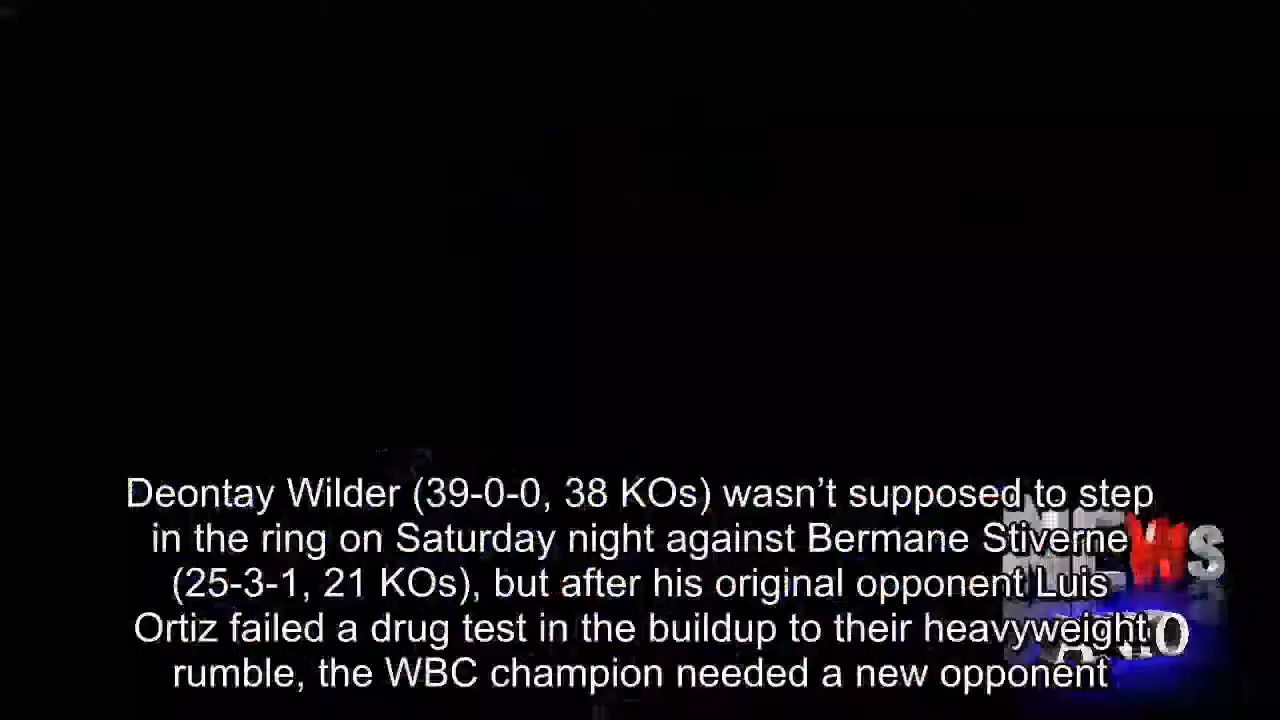 Deontay Wilder (39-0-0, 38 KOs) wasn’t supposed to step
in the ring on Saturday night against Bermane Stiverne
(25-3-1, 21 KOs), but after his original opponent Luis
Ortiz failed a drug test in the buildup to their heavyweight
rumble, the WBC champion needed a new opponent
NEWS